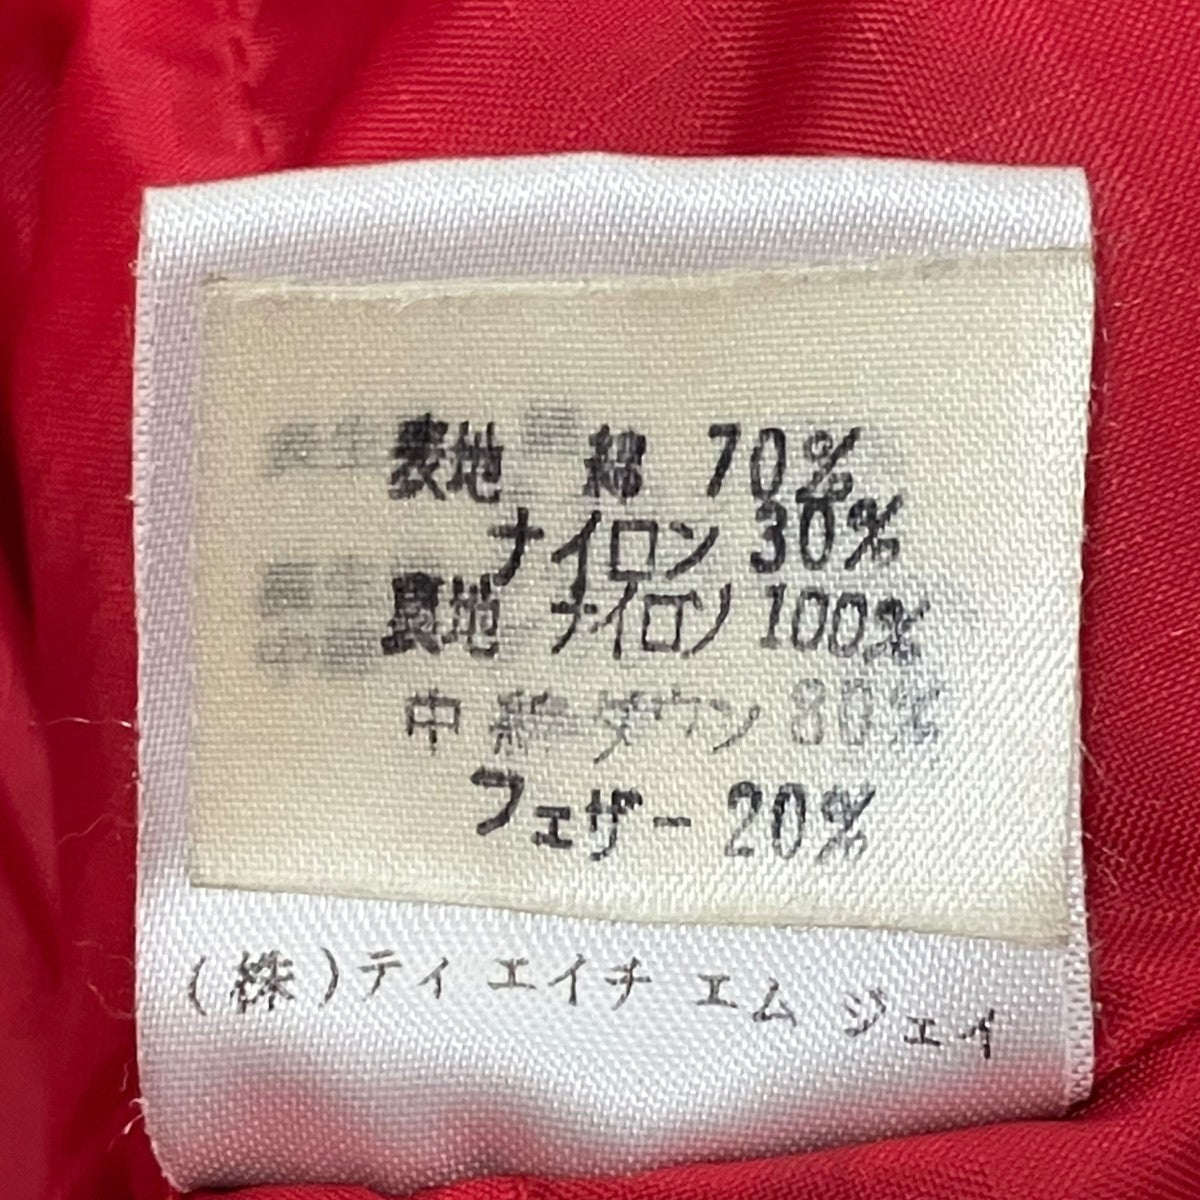 表地 綿 70%
ナイロン 30%
裏地 ナイロン 100%
中 綿 ダウン 80%
フェザー 20%
(株)ティ エイチ エム ジェイ